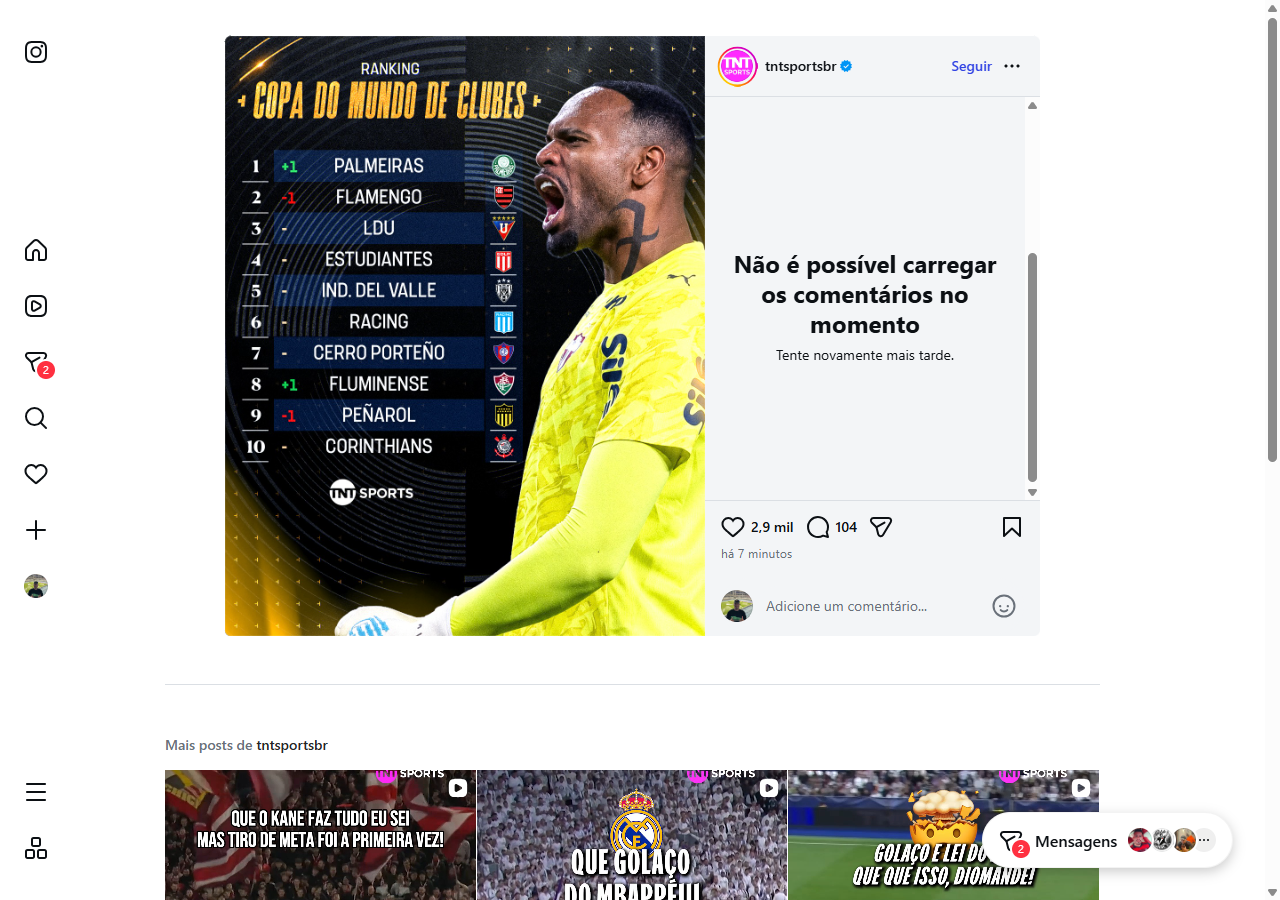 RANKING
COPA DO MUNDO DE CLUBES
1 +1 PALMEIRAS
2 -1 FLAMENGO
3 - LDU
4 - ESTUDIANTES
5 - IND. DEL VALLE
6 - RACING
7 - CERRO PORTEÑO
8 +1 FLUMINENSE
9 -1 PEÑAROL
10 - CORINTHIANS
TNT SPORTS
Sil
TNT SPORTS
tntsportsbr
Seguir
Não é possível carregar
os comentários no
momento
Tente novamente mais tarde.
2,9 mil
104
há 7 minutos
Adicione um comentário...
2
Mais posts de tntsportsbr
TNT SPORTS
QUE O KANE FAZ TUDO EU SEI
MAS TIRO DE META FOI A PRIMEIRA VEZ!
TNT SPORTS
QUE GOLAÇO
DO MBAPPÉ!!!
TNT SPORTS
GOLAÇO E LEI DO
QUE QUE ISSO, DIOMANDE!
2
Mensagens